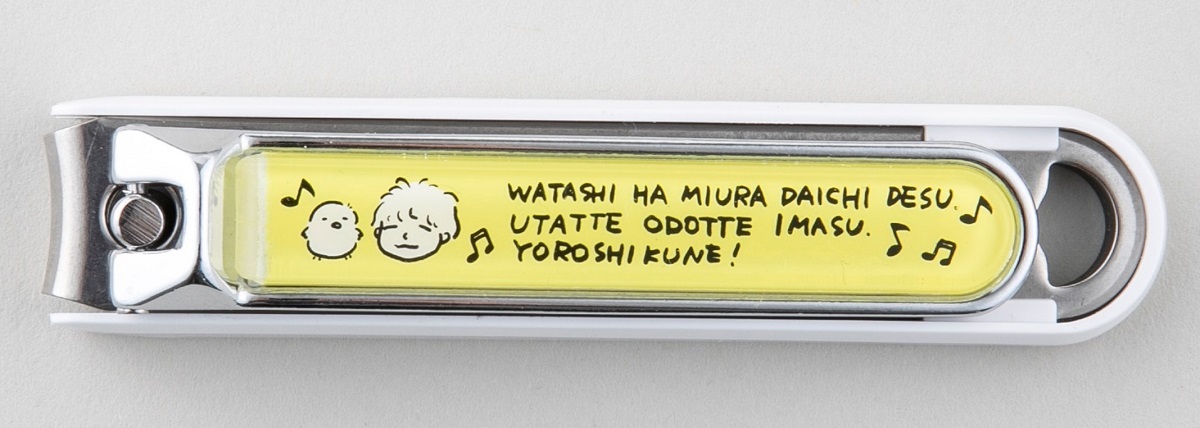 WATASHI HA MIURA DAICHI DESU.
UTATTE ODOTTE IMASU.
YOROSHIKUNE!